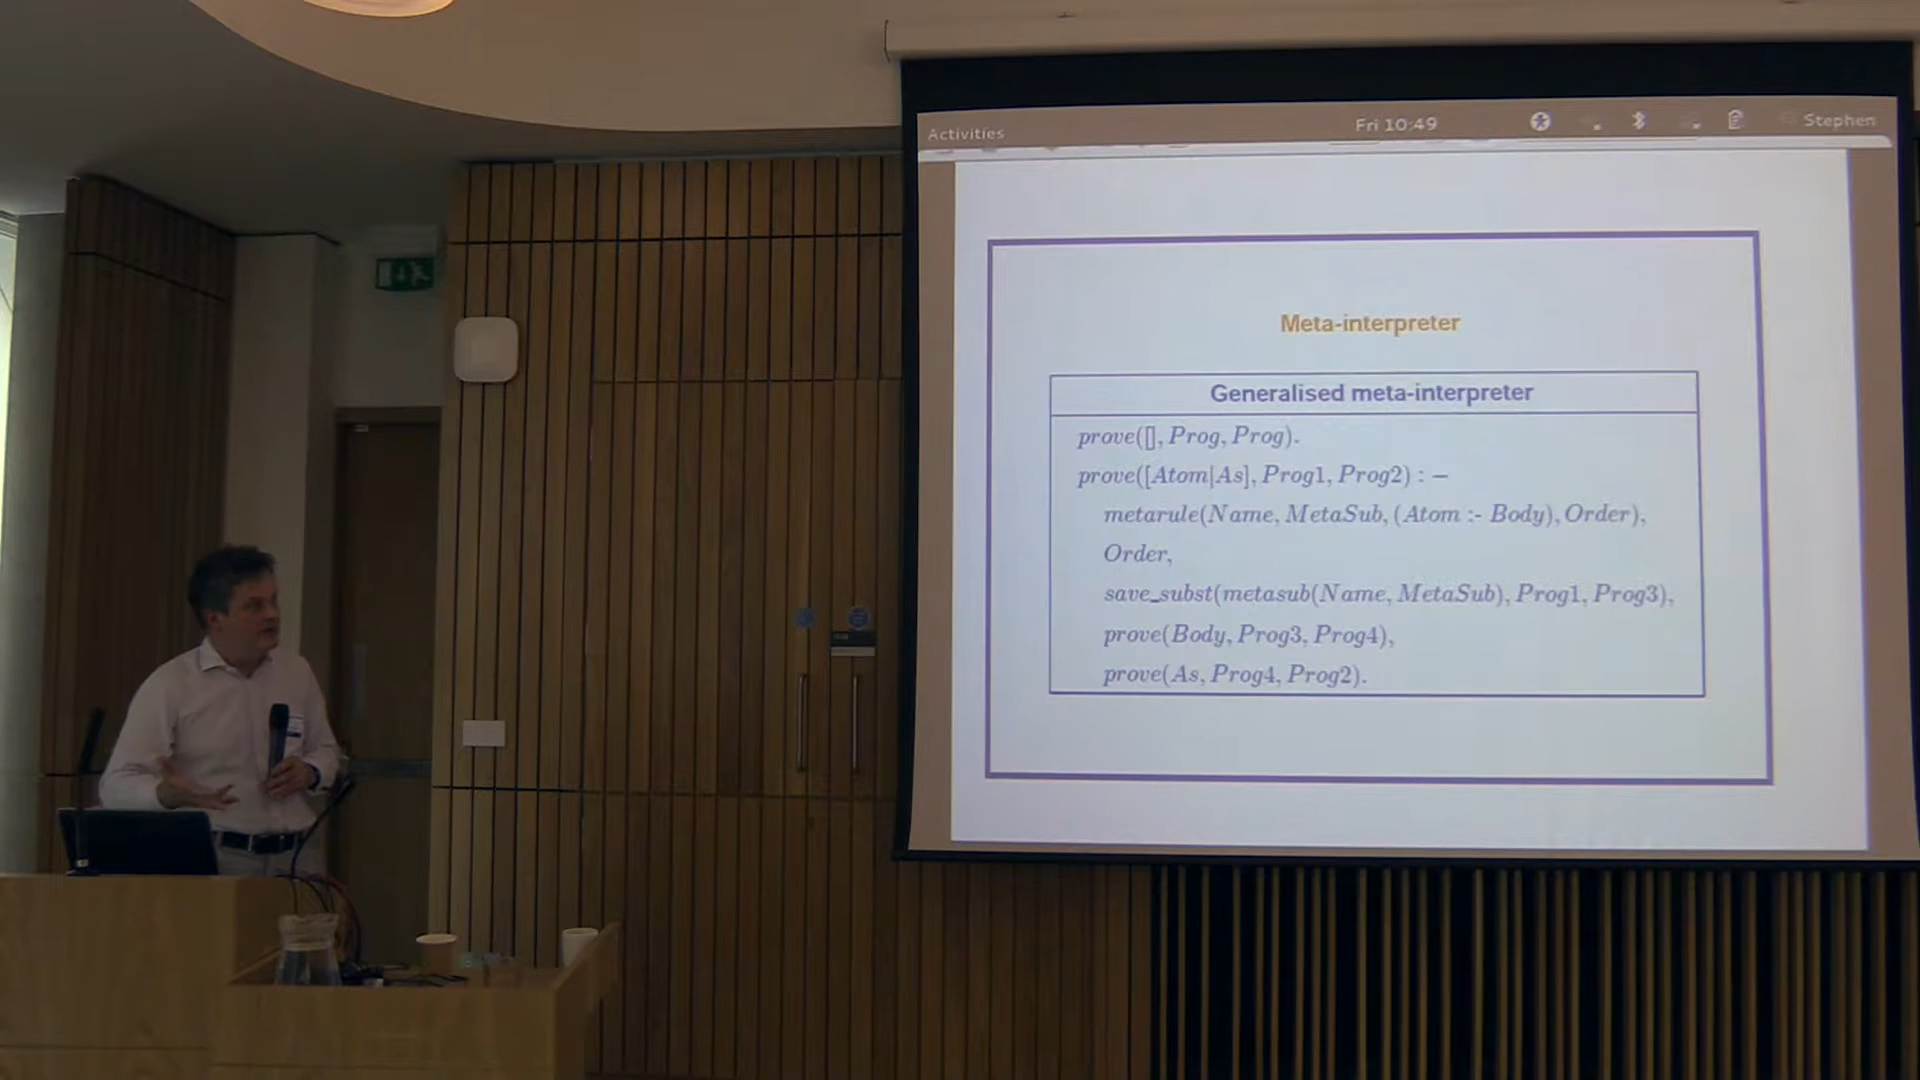 Activities
Fri 10:49
Stephen
Meta-interpreter
Generalised meta-interpreter
prove([], Prog, Prog).
prove([Atom|As], Prog1, Prog2) : −
metarule(Name, MetaSub, (Atom :- Body), Order),
Order,
save_subst(metasub(Name, MetaSub), Prog1, Prog3),
prove(Body, Prog3, Prog4),
prove(As, Prog4, Prog2).